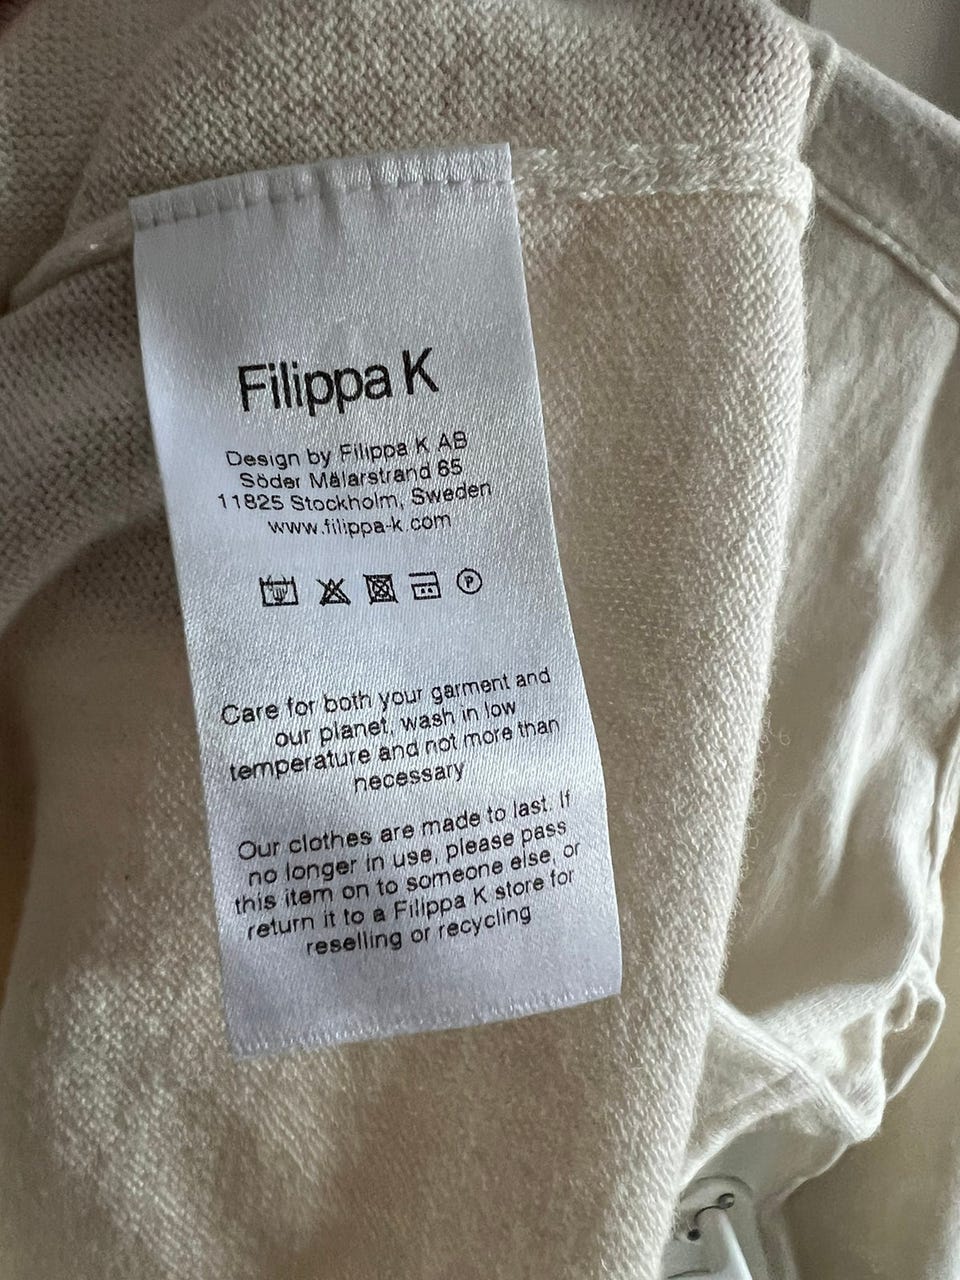 Filippa K
Design by Filippa K AB
Söder Mälarstrand 65
11825 Stockholm, Sweden
www.filippa-k.com
P
Care for both your garment and
our planet, wash in low
temperature and not more than
necessary
Our clothes are made to last. If
no longer in use, please pass
this item on to someone else, or
return it to a Filippa K store for
reselling or recycling